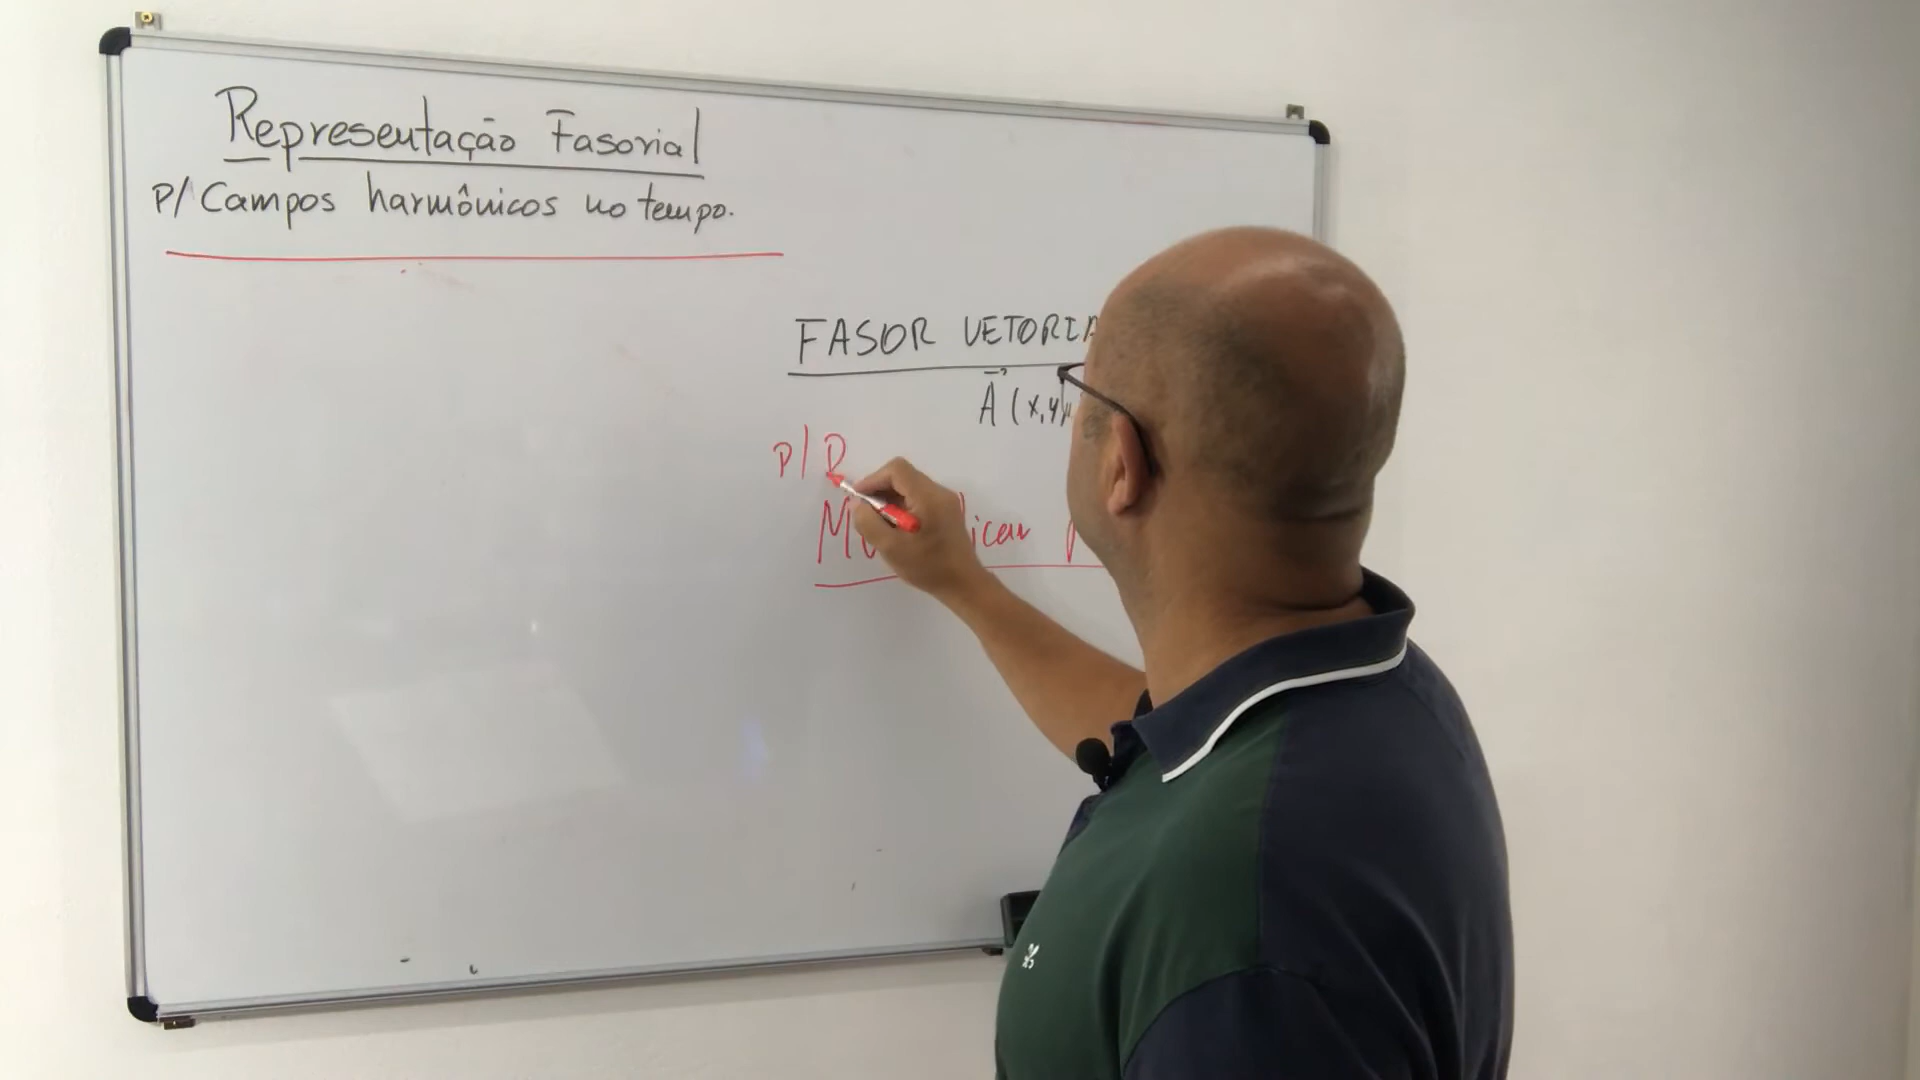 Representação Fasorial
P/ Campos harmônicos no tempo.
FASOR VETORIA
A (x,y
P/